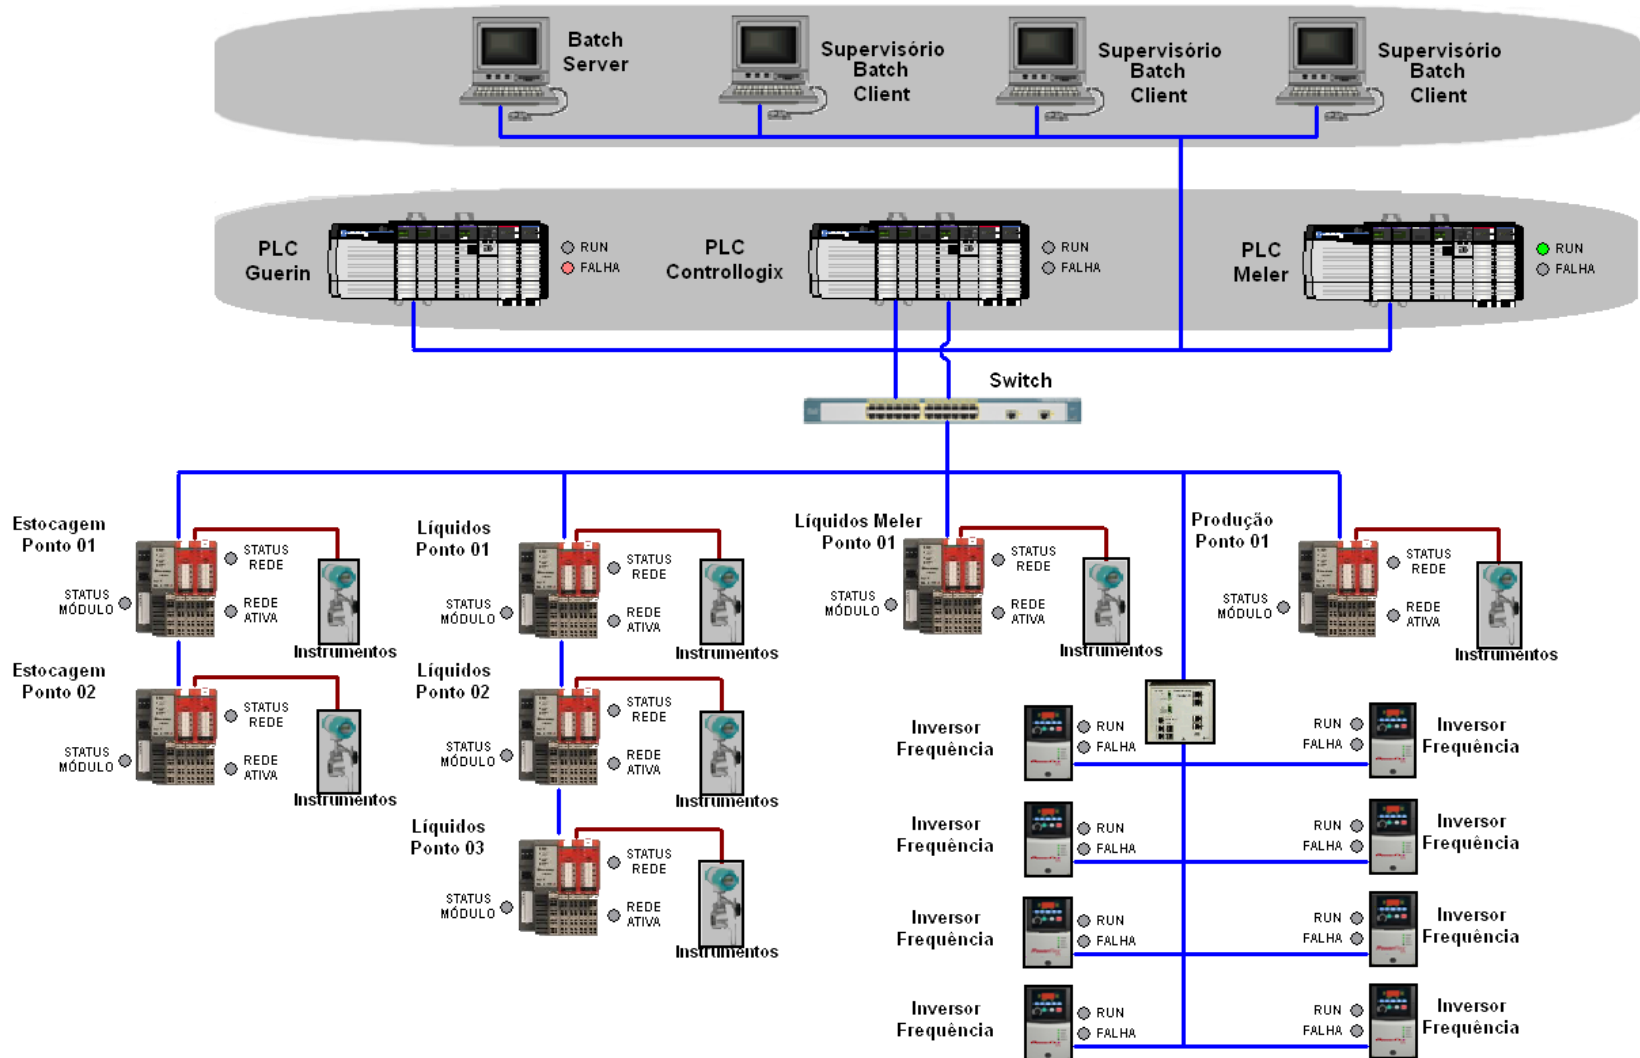 Batch
Server
Supervisório
Batch
Client
Supervisório
Batch
Client
Supervisório
Batch
Client
PLC
Guerin
RUN
FALHA
PLC
Controllogix
RUN
FALHA
PLC
Meler
RUN
FALHA
Switch
Estocagem
Ponto 01
STATUS
REDE
STATUS
MÓDULO
REDE
ATIVA
Instrumentos
Líquidos
Ponto 01
STATUS
REDE
STATUS
MÓDULO
REDE
ATIVA
Instrumentos
Líquidos Meler
Ponto 01
STATUS
REDE
STATUS
MÓDULO
REDE
ATIVA
Instrumentos
Produção
Ponto 01
STATUS
REDE
STATUS
MÓDULO
REDE
ATIVA
Instrumentos
Estocagem
Ponto 02
STATUS
REDE
STATUS
MÓDULO
REDE
ATIVA
Instrumentos
Líquidos
Ponto 02
STATUS
REDE
STATUS
MÓDULO
REDE
ATIVA
Instrumentos
Líquidos
Ponto 03
STATUS
REDE
STATUS
MÓDULO
REDE
ATIVA
Instrumentos
Inversor
Frequência
RUN
FALHA
RUN
FALHA
Inversor
Frequência
Inversor
Frequência
RUN
FALHA
RUN
FALHA
Inversor
Frequência
Inversor
Frequência
RUN
FALHA
RUN
FALHA
Inversor
Frequência
Inversor
Frequência
RUN
FALHA
RUN
FALHA
Inversor
Frequência